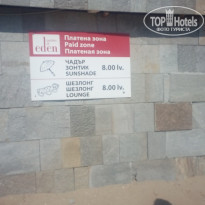 TopHotels
ФОТО ТУРИСТА
eden
Платена зона
Paid zone
Платеная зона
ЧАДЪР
ЗОНТИК 8.00 lv.
SUNSHADE
ШЕЗЛОНГ
ШЕЗЛОНГ 8.00 lv.
LOUNGE